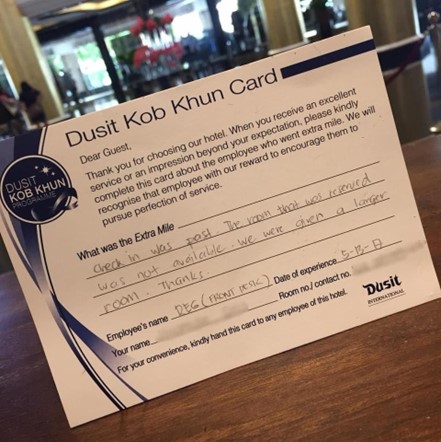 Dusit Kob Khun Card
Dear Guest,
Thank you for choosing our hotel. When you receive an excellent
service or an impression beyond your expectation, please kindly
complete this card about the employee who went extra mile. We will
recognise that employee with our reward to encourage them to
pursue perfection of service.
DUSIT
KOB KHUN
PROGRAMME
What was the Extra Mile
Check in was fast. The room that was reserved
was not available. We were given a larger
room. Thanks.
Employee's name DEG (FRONT DESK) Date of experience 5-13-17
Your name Room no./ contact no.
For your convenience, kindly hand this card to any employee of this hotel.
Dusit
INTERNATIONAL